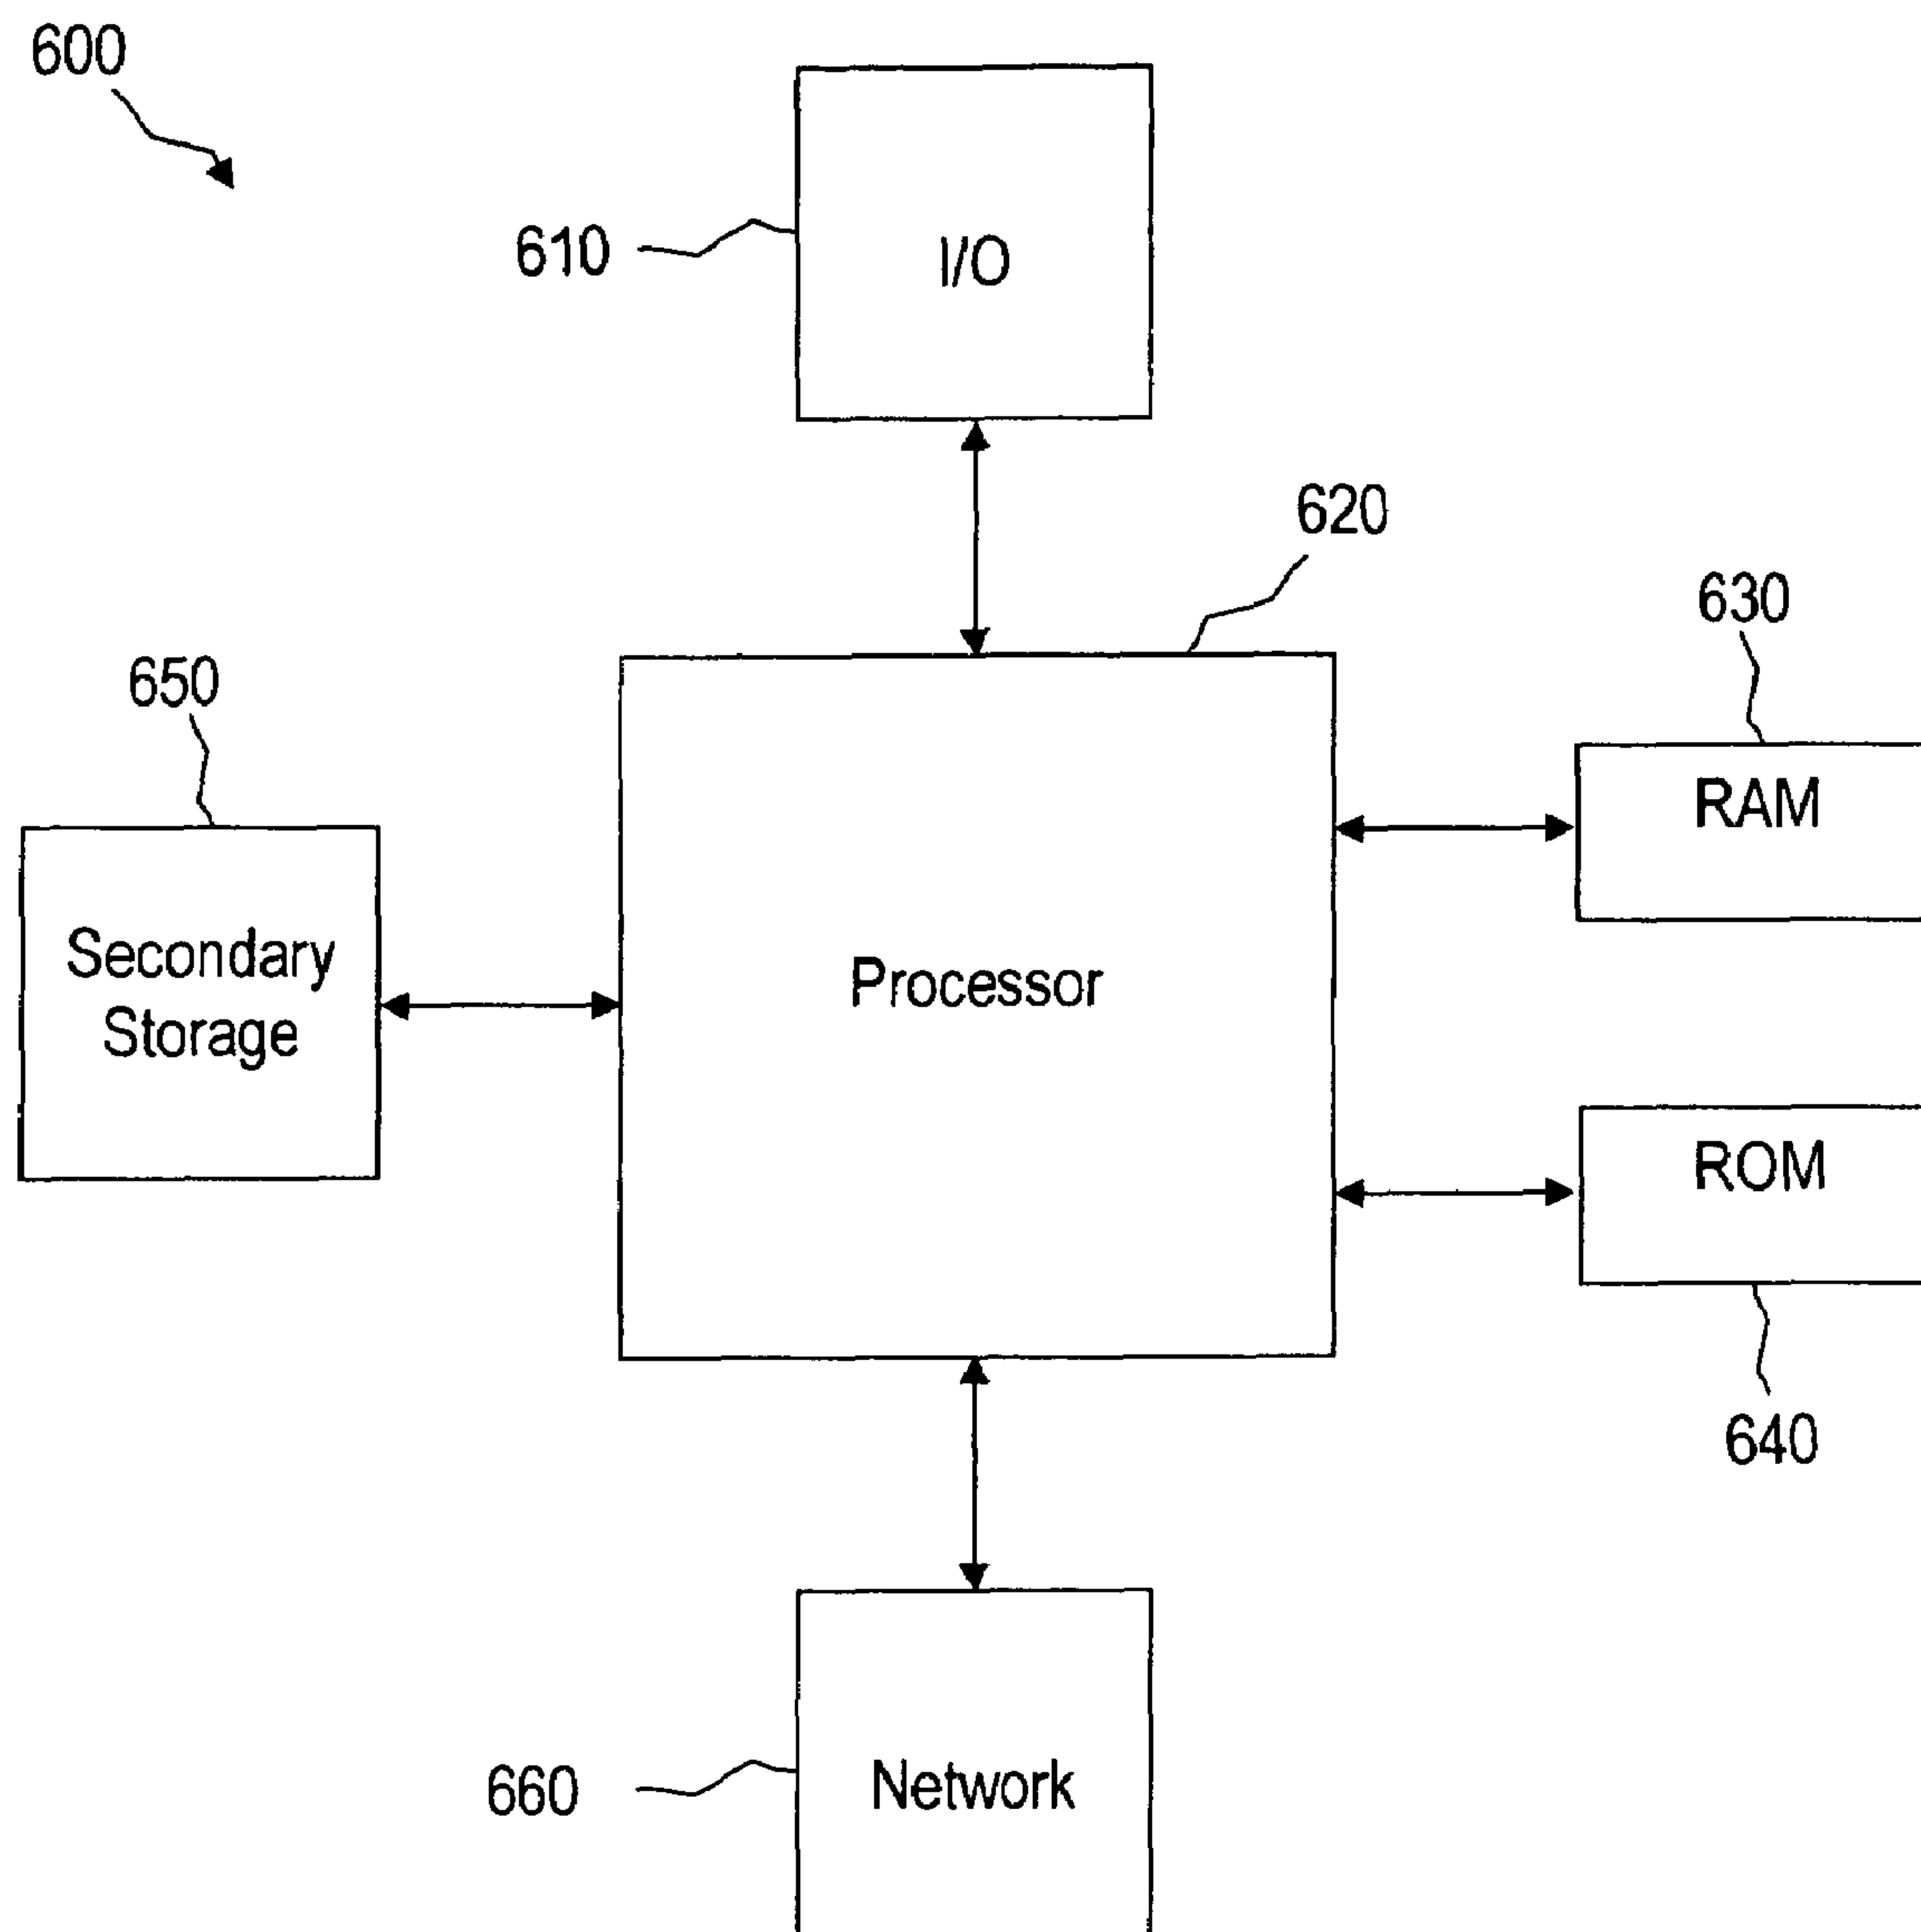 600
610
I/O
620
630
650
RAM
Secondary
Storage
Processor
ROM
640
660
Network